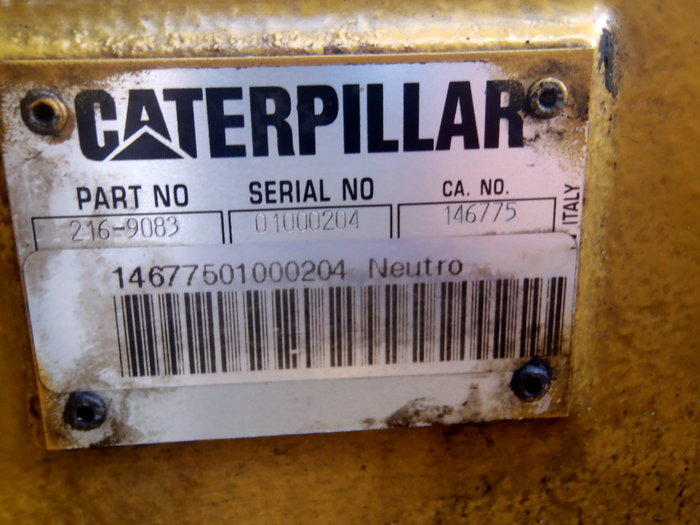 CATERPILLAR
PART NO SERIAL NO CA. NO.
216-9083 01000204 146775
ITALY
14677501000204 Neutro